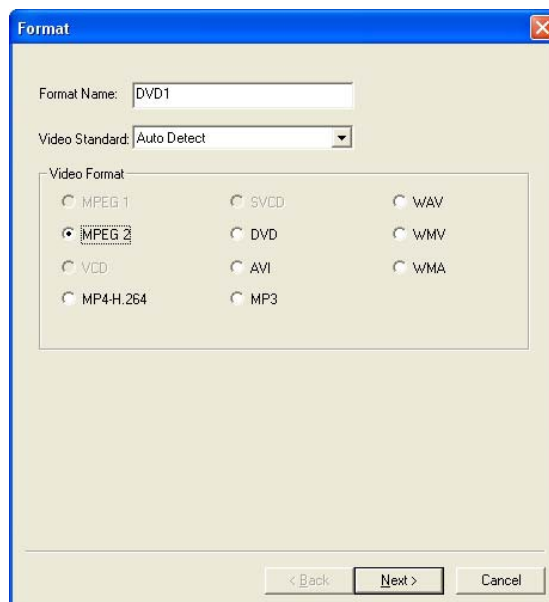 Format
Format Name: DVD1
Video Standard: Auto Detect
Video Format
MPEG 1 SVCD WAV
MPEG 2 DVD WMV
VCD AVI WMA
MP4-H.264 MP3
< Back Next > Cancel